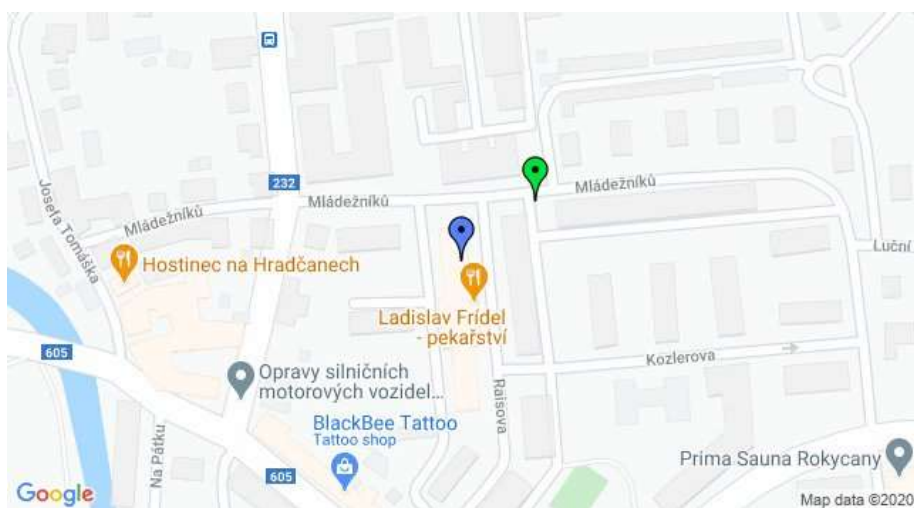 232
Mládežníků
Mládežníků
Mládežníků
Josefa Tomáška
Hostinec na Hradčanech
Luční
Ladislav Frídel
- pekařství
605
Kozlerova
Opravy silničních
motorových vozidel...
Raisova
BlackBee Tattoo
Tattoo shop
Na Pátku
605
Prima Sauna Rokycany
Google
Map data ©2020